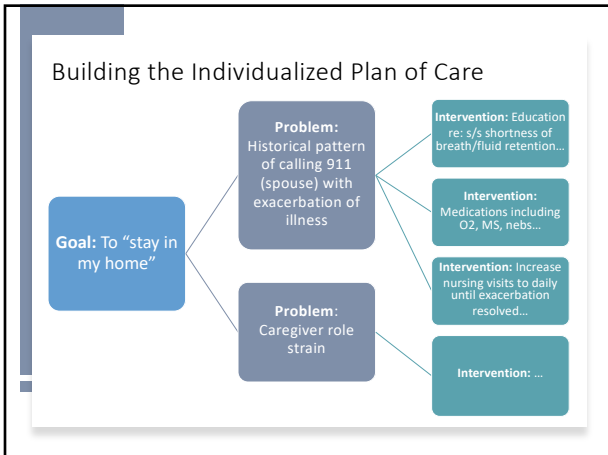 Building the Individualized Plan of Care
Goal: To “stay in
my home”
Problem:
Historical pattern
of calling 911
(spouse) with
exacerbation of
illness
Problem:
Caregiver role
strain
Intervention: Education
re: s/s shortness of
breath/fluid retention…
Intervention:
Medications including
O2, MS, nebs…
Intervention: Increase
nursing visits to daily
until exacerbation
resolved…
Intervention: …